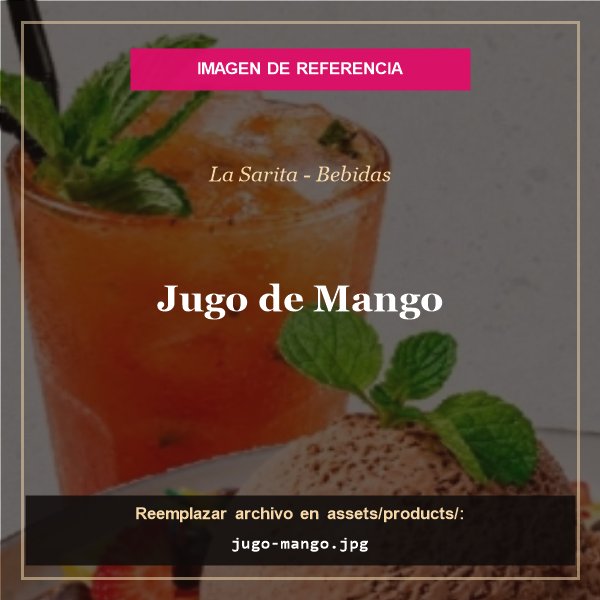 IMAGEN DE REFERENCIA
La Sarita - Bebidas
Jugo de Mango
Reemplazar archivo en assets/products/:
jugo-mango.jpg